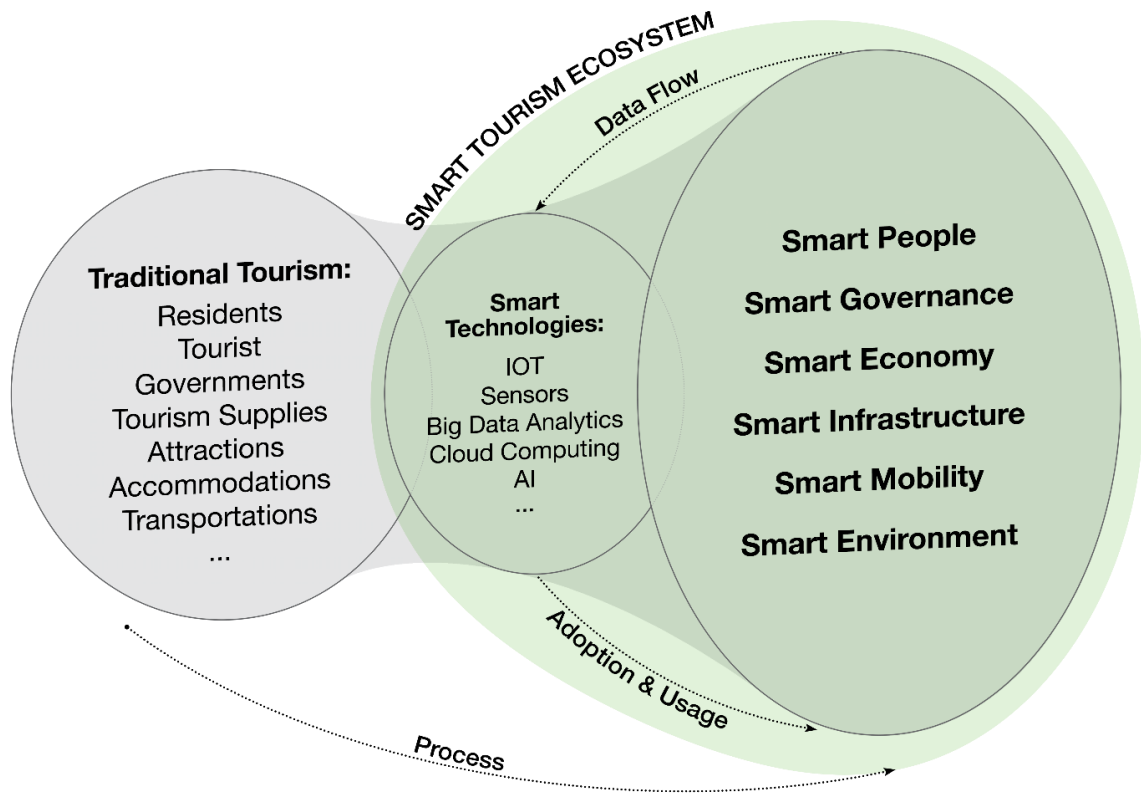 SMART TOURISM ECOSYSTEM
Data Flow
Traditional Tourism:
Residents
Tourist
Governments
Tourism Supplies
Attractions
Accommodations
Transportations
...
Smart
Technologies:
IOT
Sensors
Big Data Analytics
Cloud Computing
AI
...
Smart People
Smart Governance
Smart Economy
Smart Infrastructure
Smart Mobility
Smart Environment
Adoption & Usage
Process